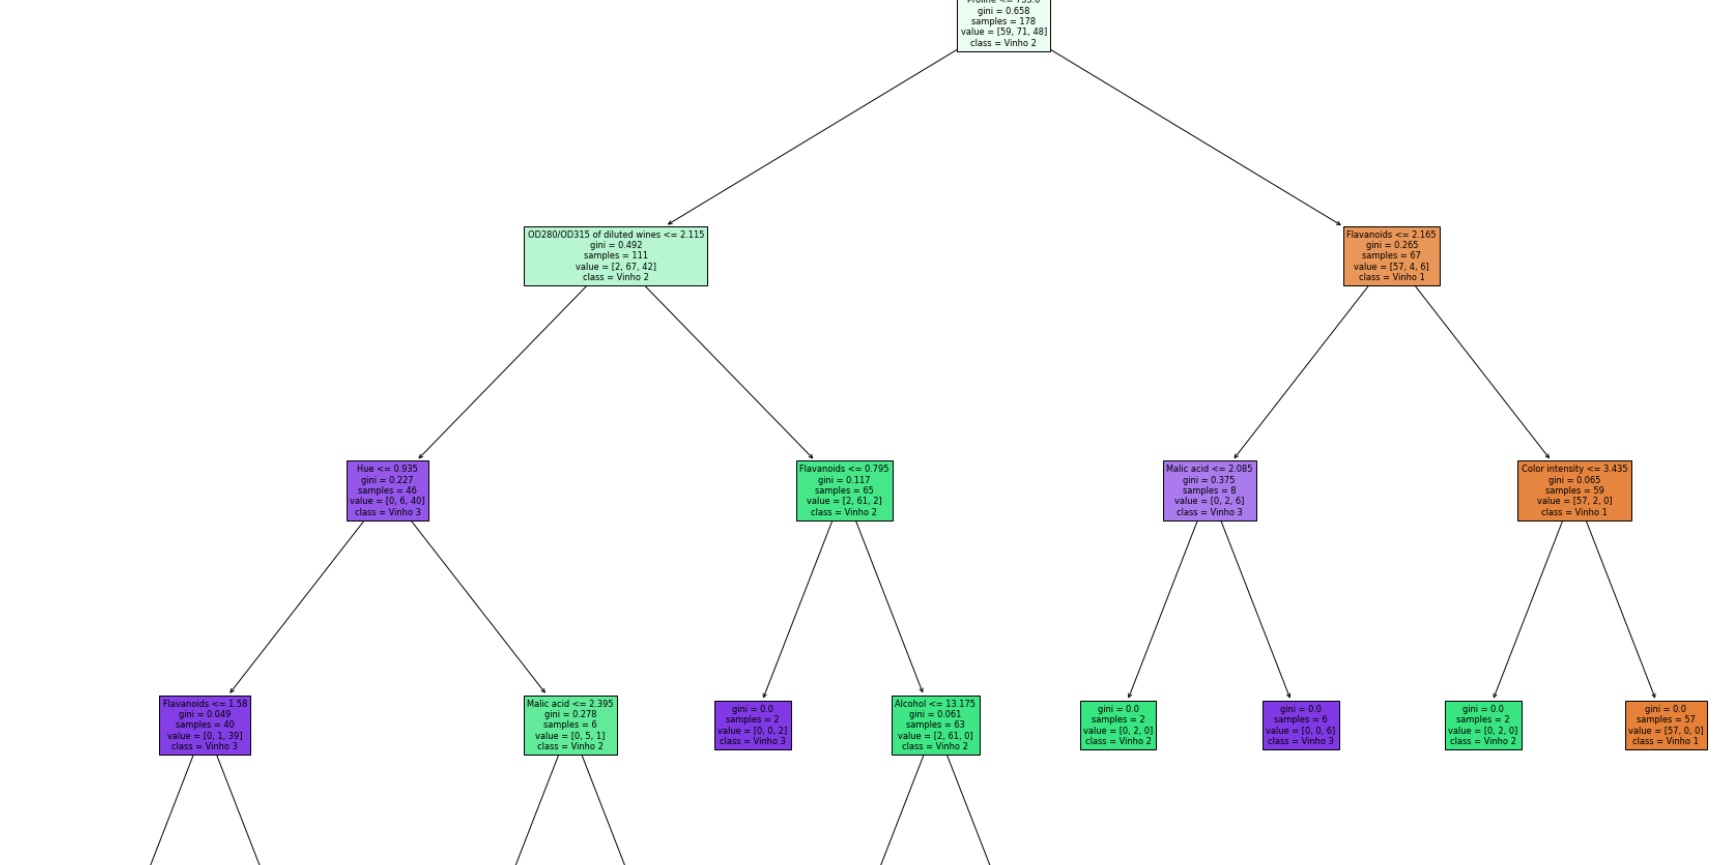 gini = 0.658
samples = 178
value = [59, 71, 48]
class = Vinho 2
OD280/OD315 of diluted wines <= 2.115
gini = 0.492
samples = 111
value = [2, 67, 42]
class = Vinho 2
Flavanoids <= 2.165
gini = 0.265
samples = 67
value = [57, 4, 6]
class = Vinho 1
Hue <= 0.935
gini = 0.227
samples = 46
value = [0, 6, 40]
class = Vinho 3
Flavanoids <= 0.795
gini = 0.117
samples = 65
value = [2, 61, 2]
class = Vinho 2
Malic acid <= 2.085
gini = 0.375
samples = 8
value = [0, 2, 6]
class = Vinho 3
Color intensity <= 3.435
gini = 0.065
samples = 59
value = [57, 2, 0]
class = Vinho 1
Flavanoids <= 1.58
gini = 0.049
samples = 40
value = [0, 1, 39]
class = Vinho 3
Malic acid <= 2.395
gini = 0.278
samples = 6
value = [0, 5, 1]
class = Vinho 2
gini = 0.0
samples = 2
value = [0, 0, 2]
class = Vinho 3
Alcohol <= 13.175
gini = 0.061
samples = 63
value = [2, 61, 0]
class = Vinho 2
gini = 0.0
samples = 2
value = [0, 2, 0]
class = Vinho 2
gini = 0.0
samples = 6
value = [0, 0, 6]
class = Vinho 3
gini = 0.0
samples = 2
value = [0, 2, 0]
class = Vinho 2
gini = 0.0
samples = 57
value = [57, 0, 0]
class = Vinho 1